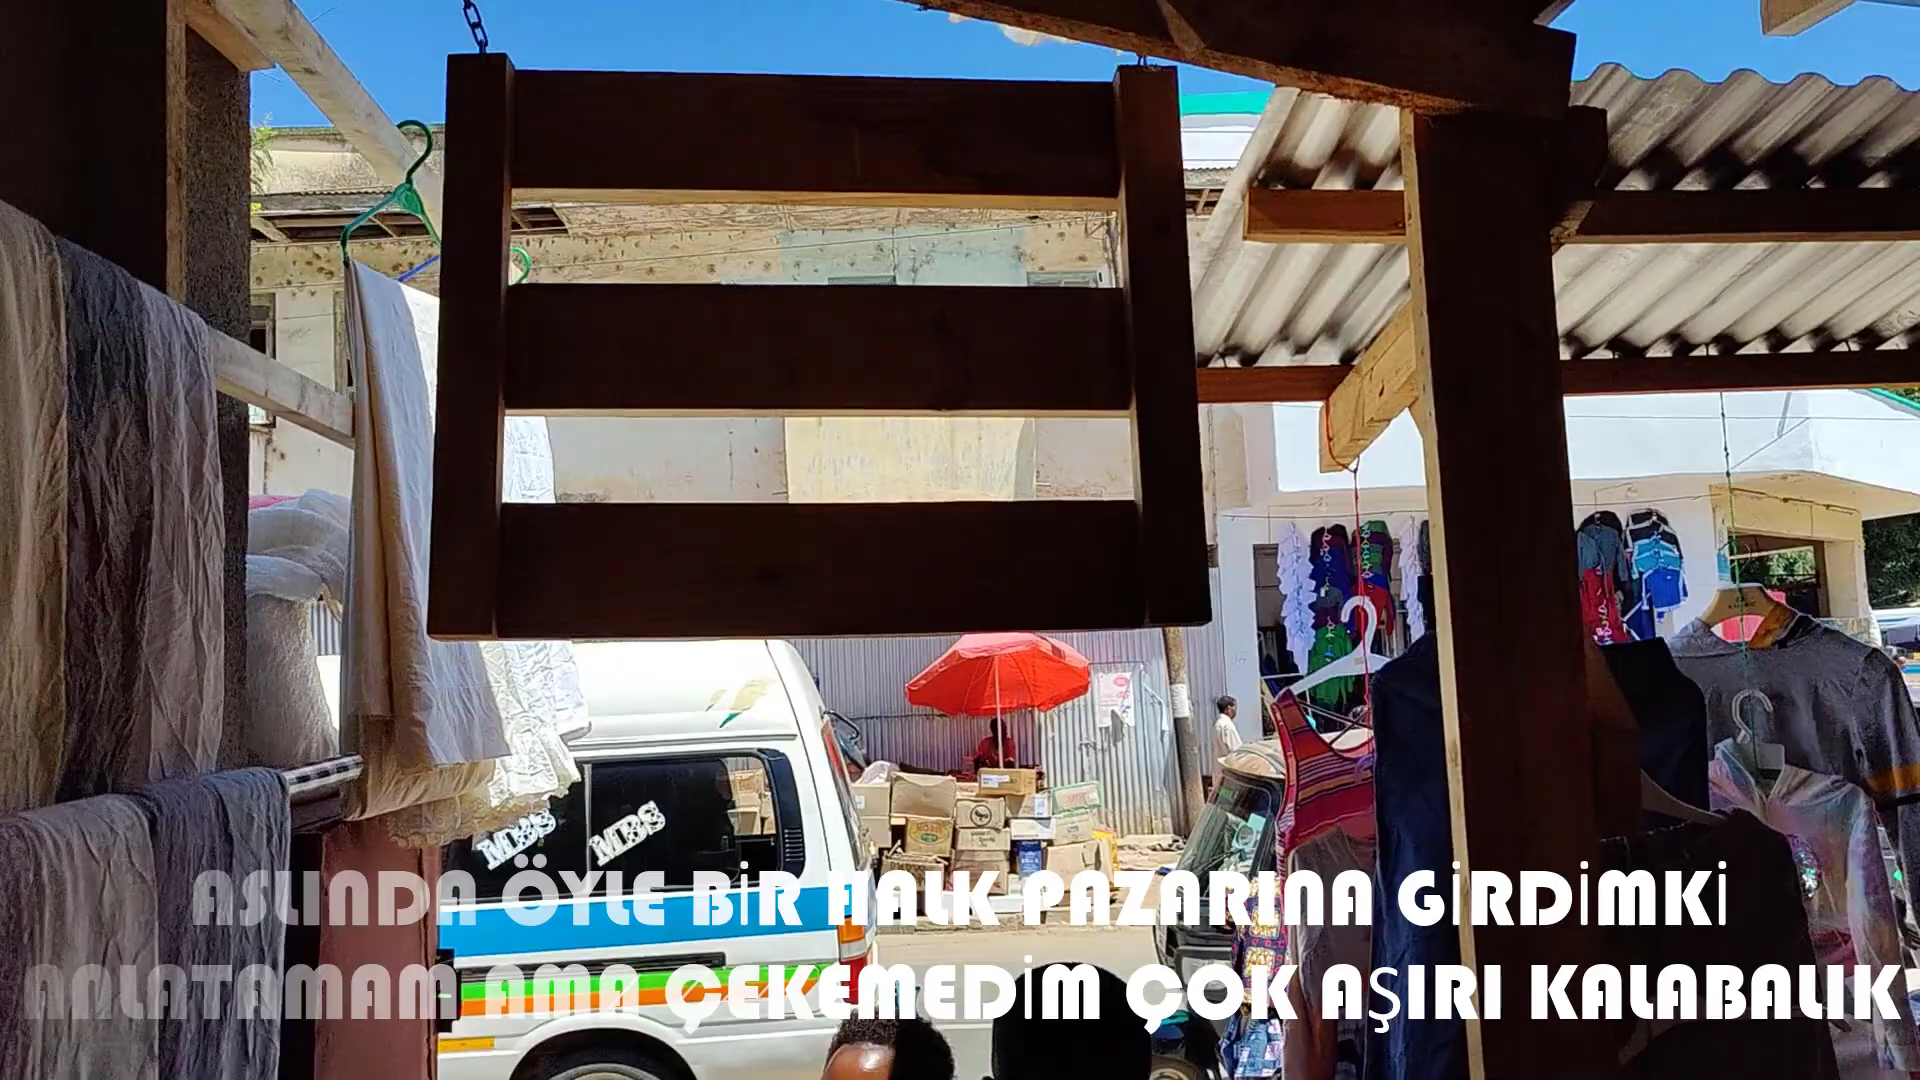 MBS
MBS
ASLINDA ÖYLE BİR HALK PAZARINA GİRDİMKİ
ANLATAMAM AMA ÇEKEMEDİM ÇOK AŞIRI KALABALIK